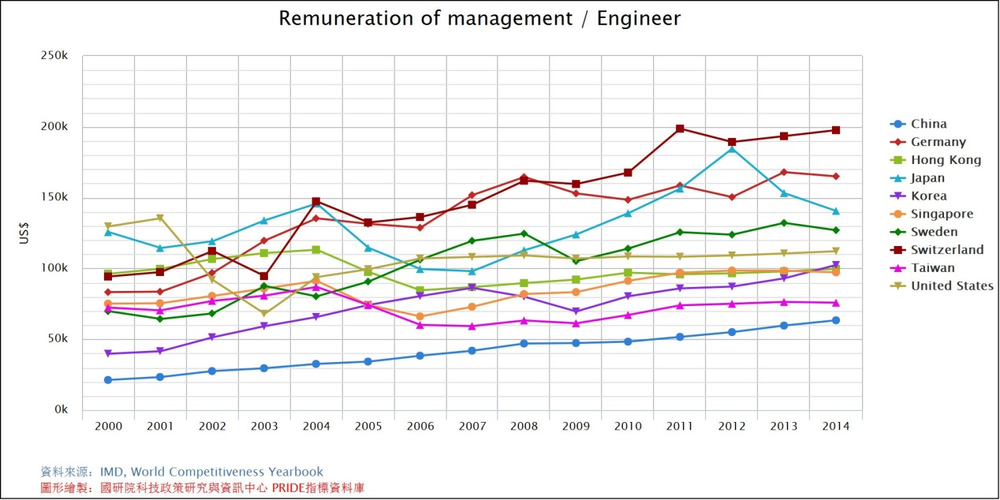 Remuneration of management / Engineer
250k
200k
150k
100k
50k
0k
US$
2000 2001 2002 2003 2004 2005 2006 2007 2008 2009 2010 2011 2012 2013 2014
China
Germany
Hong Kong
Japan
Korea
Singapore
Sweden
Switzerland
Taiwan
United States
資料來源：IMD, World Competitiveness Yearbook
圖形繪製：國研院科技政策研究與資訊中心 PRIDE指標資料庫